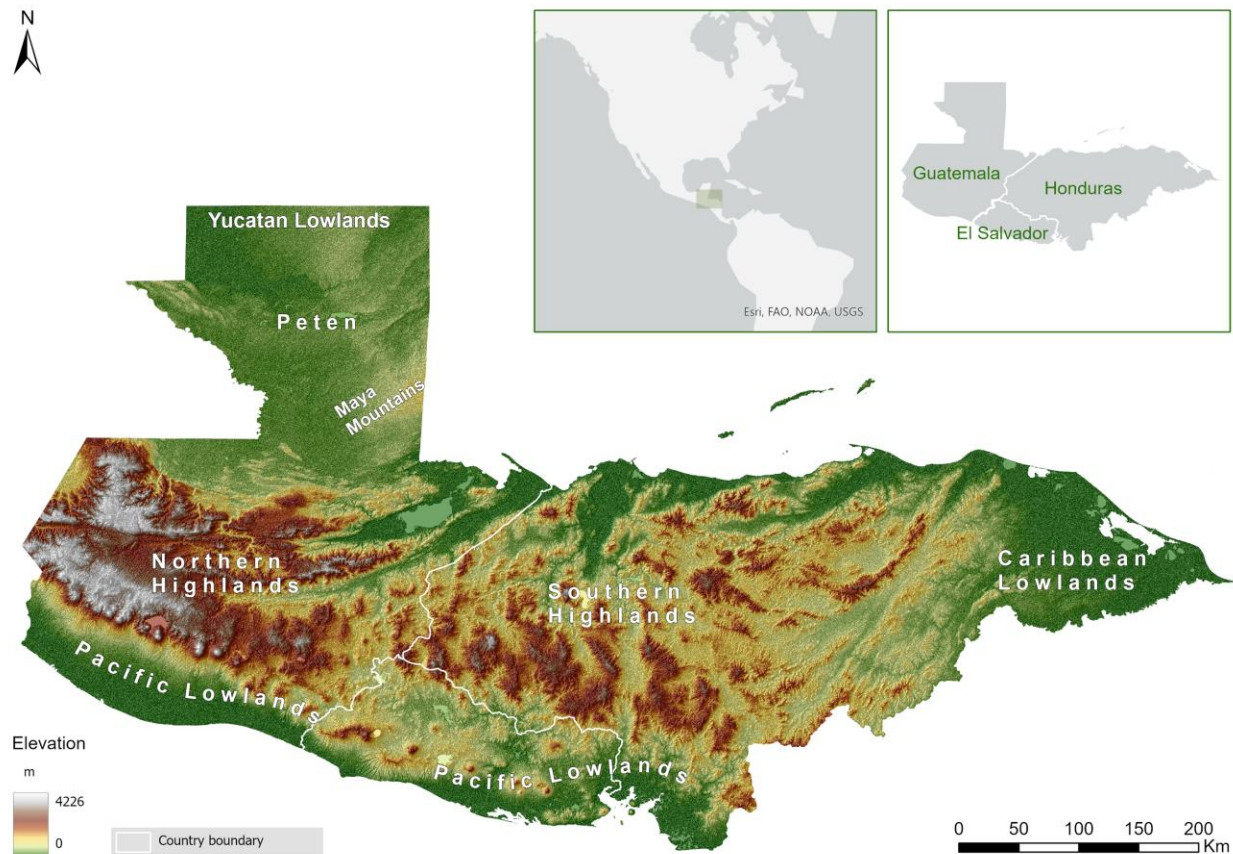 N
Yucatan Lowlands
Peten
Maya
Mountains
Northern
Highlands
Southern
Highlands
Caribbean
Lowlands
Pacific Lowlands
Pacific Lowlands
Esri, FAO, NOAA, USGS
Guatemala
Honduras
El Salvador
Elevation
m
4226
0
Country boundary
0 50 100 150 200
Km